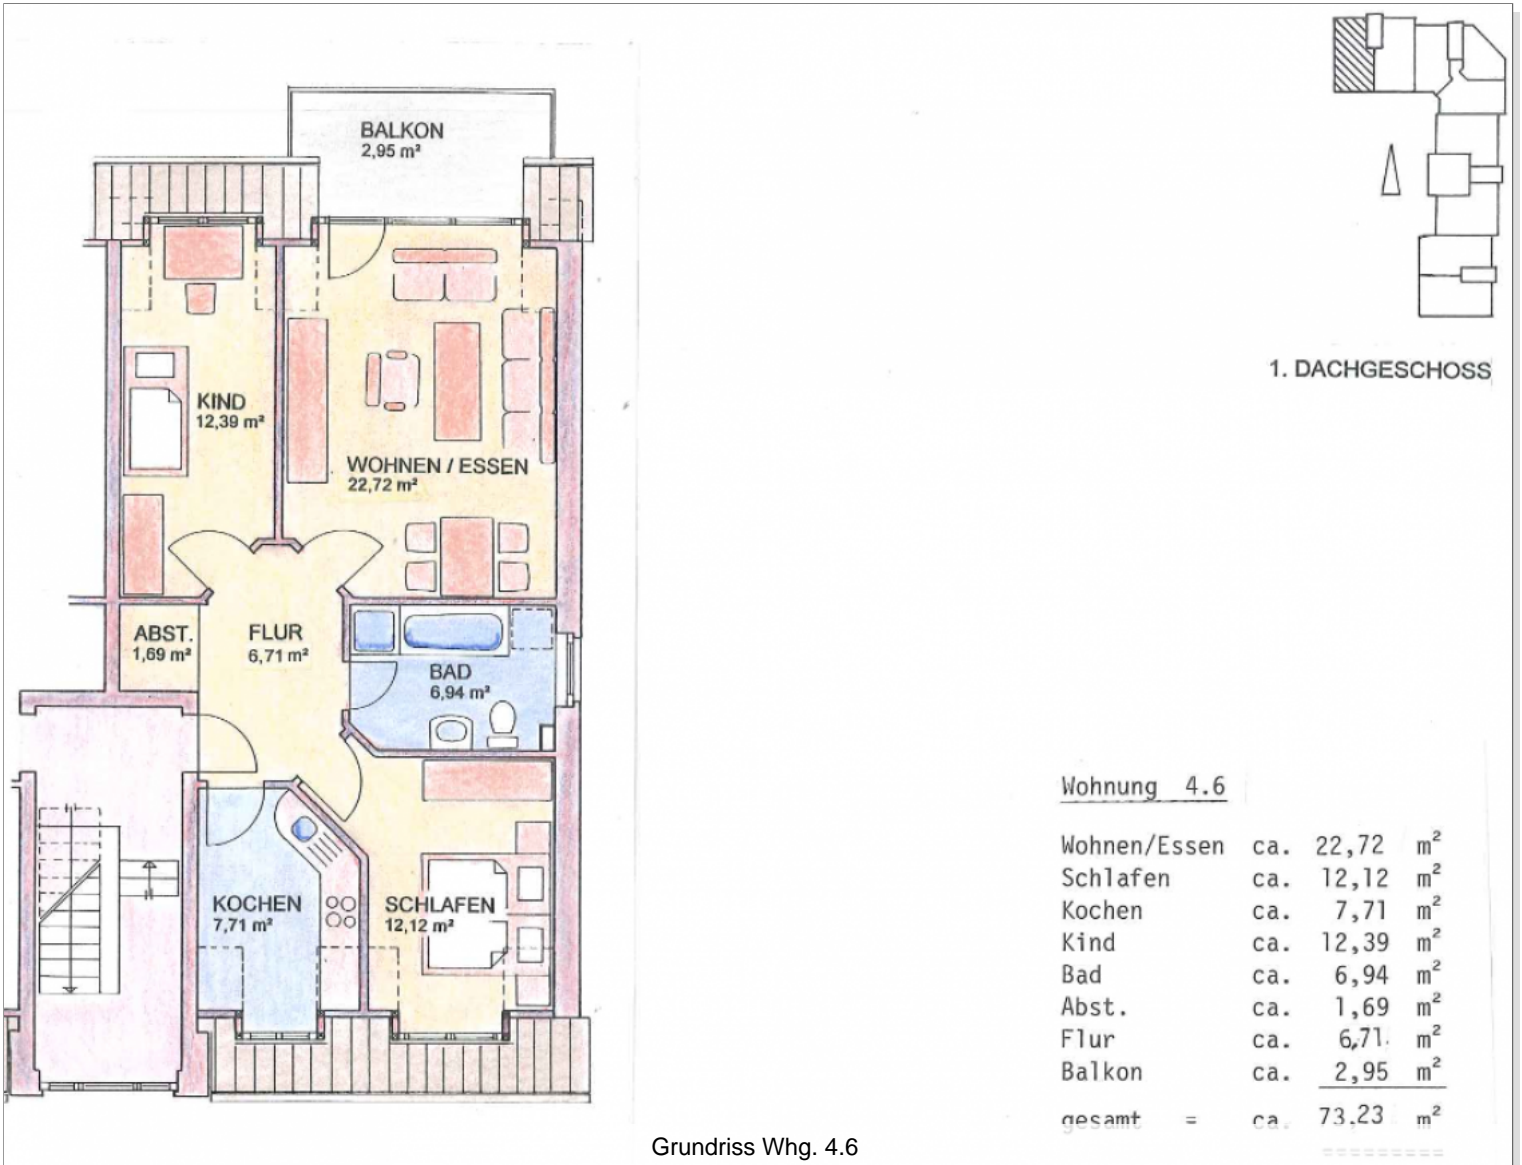 BALKON
2,95 m²
KIND
12,39 m²
WOHNEN / ESSEN
22,72 m²
ABST.
1,69 m²
FLUR
6,71 m²
BAD
6,94 m²
KOCHEN
7,71 m²
SCHLAFEN
12,12 m²
1. DACHGESCHOSS
Wohnung 4.6
Wohnen/Essen ca. 22,72 m²
Schlafen ca. 12,12 m²
Kochen ca. 7,71 m²
Kind ca. 12,39 m²
Bad ca. 6,94 m²
Abst. ca. 1,69 m²
Flur ca. 6,71 m²
Balkon ca. 2,95 m²
gesamt = ca. 73,23 m²
Grundriss Whg. 4.6